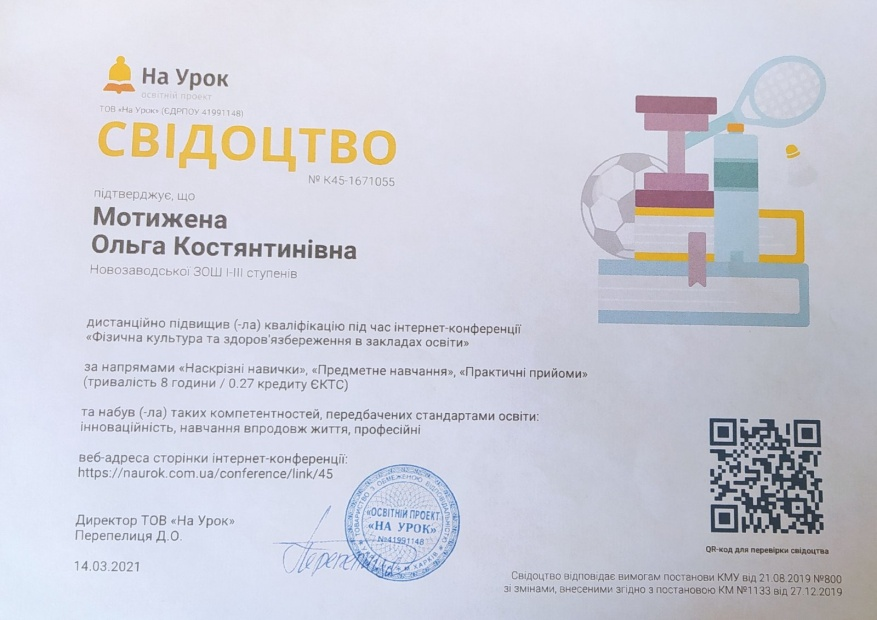 На Урок
освітній проект
ТОВ «На Урок» (ЄДРПОУ 41991148)
СВІДОЦТВО
№ К45-1671055
підтверджує, що
Мотижена
Ольга Костянтинівна
Новозаводської ЗОШ І-ІІІ ступенів
дистанційно підвищив (-ла) кваліфікацію під час інтернет-конференції
«Фізична культура та здоров'язбереження в закладах освіти»
за напрямами «Наскрізні навички», «Предметне навчання», «Практичні прийоми»
(тривалість 8 години / 0.27 кредиту ЄКТС)
та набув (-ла) таких компетентностей, передбачених стандартами освіти:
інноваційність, навчання впродовж життя, професійні
веб-адреса сторінки інтернет-конференції:
https://naurok.com.ua/conference/link/45
Директор ТОВ «На Урок»
Перепелиця Д.О.
14.03.2021
ТОВАРИСТВО З ОБМЕЖЕНОЮ ВІДПОВІДАЛЬНІСТЮ
«ОСВІТНІЙ ПРОЕКТ
«НА УРОК»
№41991148
QR-код для перевірки свідоцтва
Свідоцтво відповідає вимогам постанови КМУ від 21.08.2019 №800
зі змінами, внесеними згідно з постановою КМ №1133 від 27.12.2019